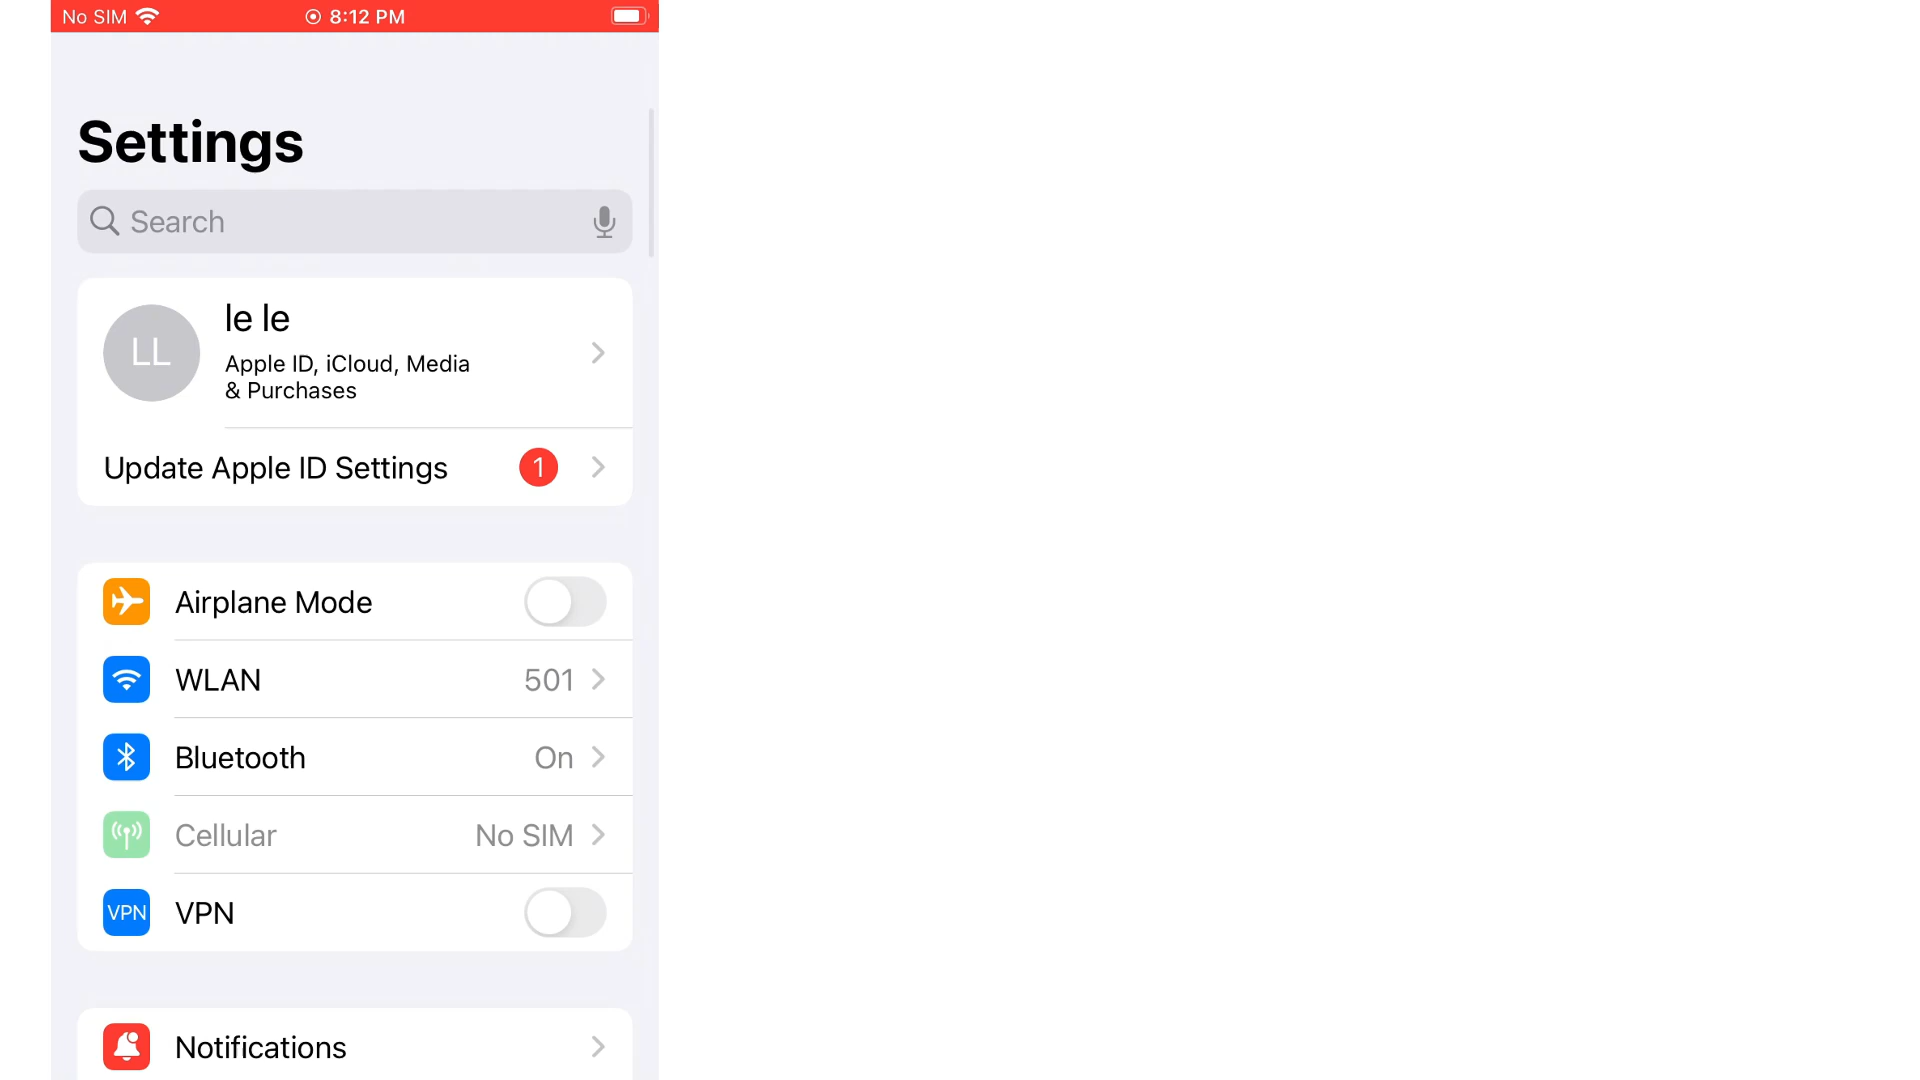 No SIM 8:12 PM
Settings
Search
le le
LL
Apple ID, iCloud, Media
& Purchases
Update Apple ID Settings 1
Airplane Mode
WLAN 501
Bluetooth On
Cellular No SIM
VPN VPN
Notifications